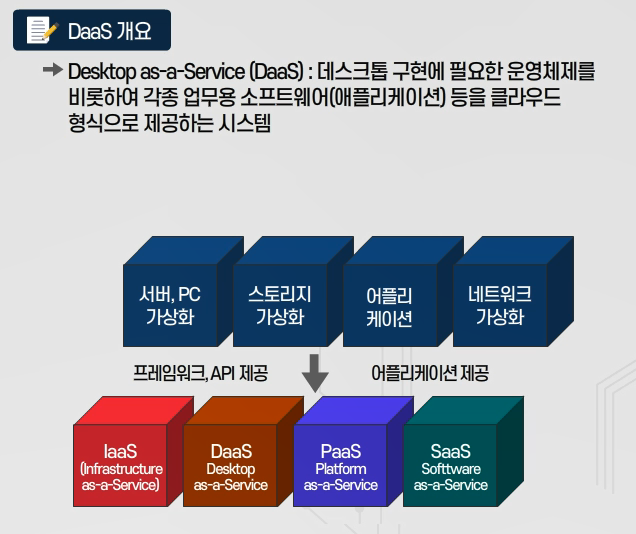 DaaS 개요
Desktop as-a-Service (DaaS) : 데스크톱 구현에 필요한 운영체제를
비롯하여 각종 업무용 소프트웨어(애플리케이션) 등을 클라우드
형식으로 제공하는 시스템
서버, PC
가상화
스토리지
가상화
어플리
케이션
네트워크
가상화
프레임워크, API 제공
어플리케이션 제공
IaaS
(Infrastructure
as-a-Service)
DaaS
Desktop
as-a-Service
PaaS
Platform
as-a-Service
SaaS
Softtware
as-a-Service